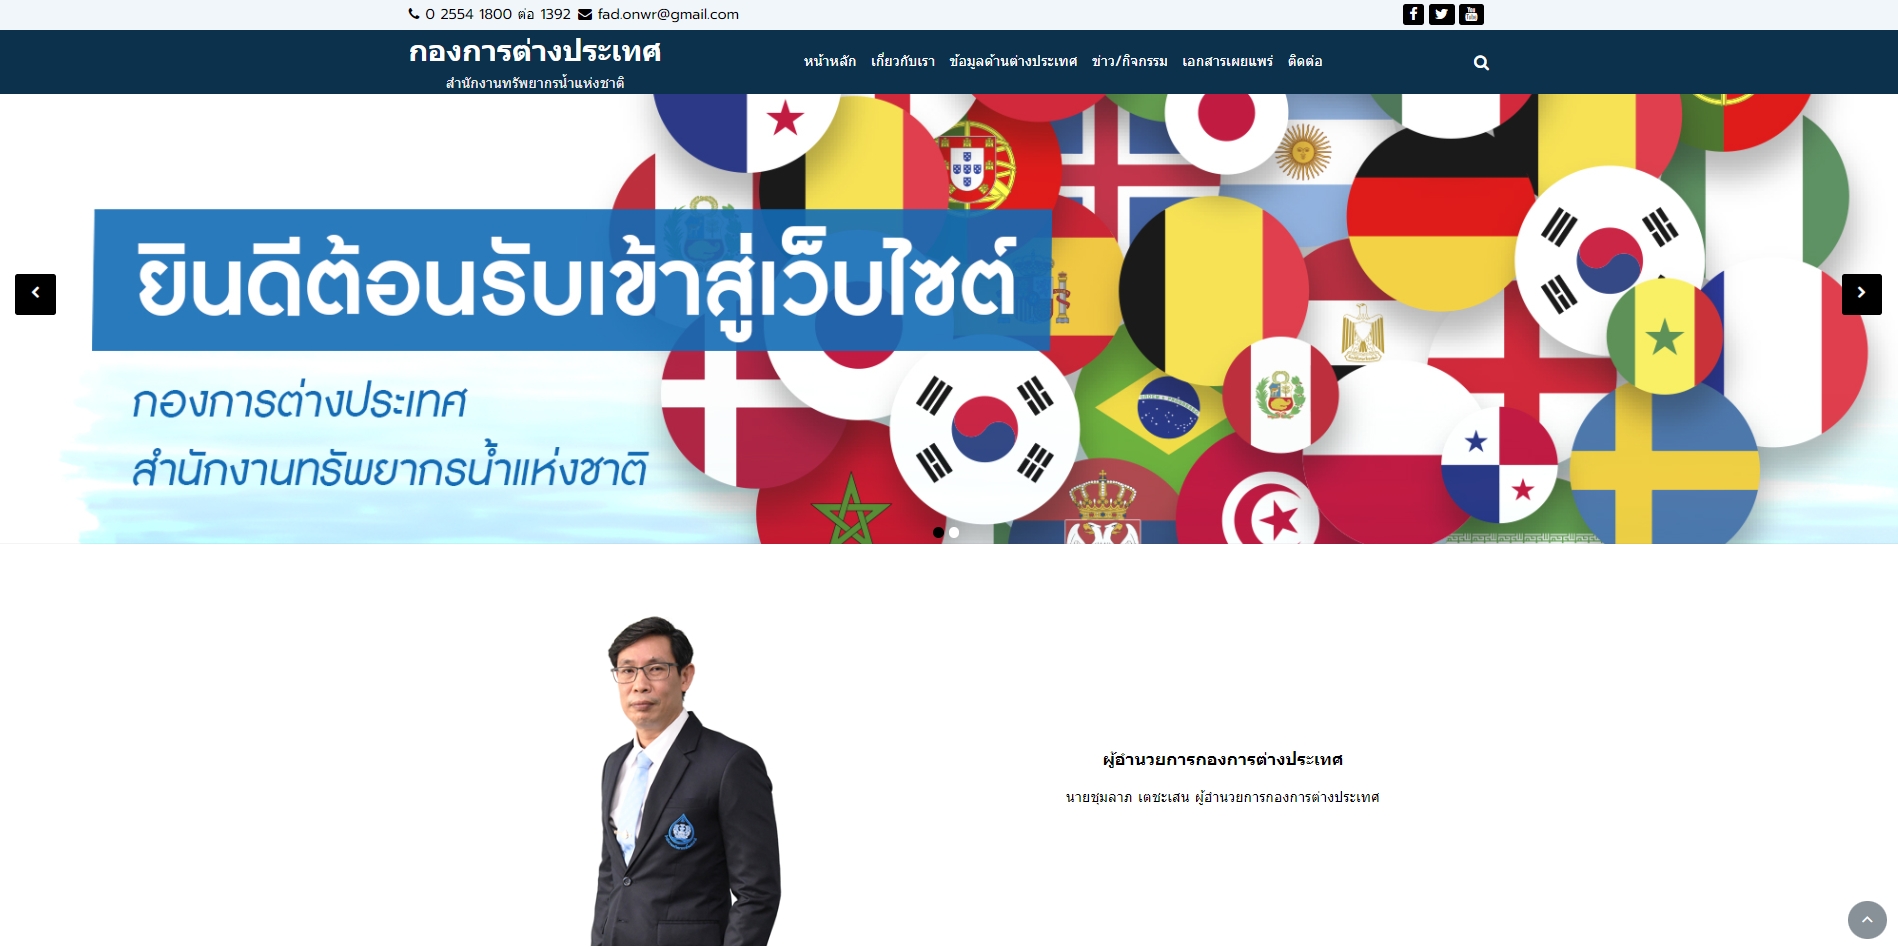 0 2554 1800 ต่อ 1392 fad.onwr@gmail.com
กองการต่างประเทศ
สำนักงานทรัพยากรน้ำแห่งชาติ
หน้าหลัก เกี่ยวกับเรา ข้อมูลด้านต่างประเทศ ข่าว/กิจกรรม เอกสารเผยแพร่ ติดต่อ
ยินดีต้อนรับเข้าสู่เว็บไซต์
กองการต่างประเทศ
สำนักงานทรัพยากรน้ำแห่งชาติ
ผู้อำนวยการกองการต่างประเทศ
นายชุมลาภ เตชะเสน ผู้อำนวยการกองการต่างประเทศ